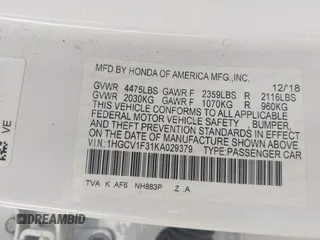 MFD.BY HONDA OF AMERICA MFG.,INC.
12/18
GVWR 4475LBS GAWR F 2359LBS R 2116LBS
GVWR 2030KG GAWR F 1070KG R 960KG
THIS VEHICLE CONFORMS TO ALL APPLICABLE
FEDERAL MOTOR VEHICLE SAFETY BUMPER,
AND THEFT PREVENTION STANDARDS IN EFFECT ON
THE DATE OF MANUFACTURE SHOWN ABOVE.
V.I.N: 1HGCV1F31KA029379 TYPE:PASSENGER CAR
TVA K AF6 NH883P Z .A.
VE
DREAMBID